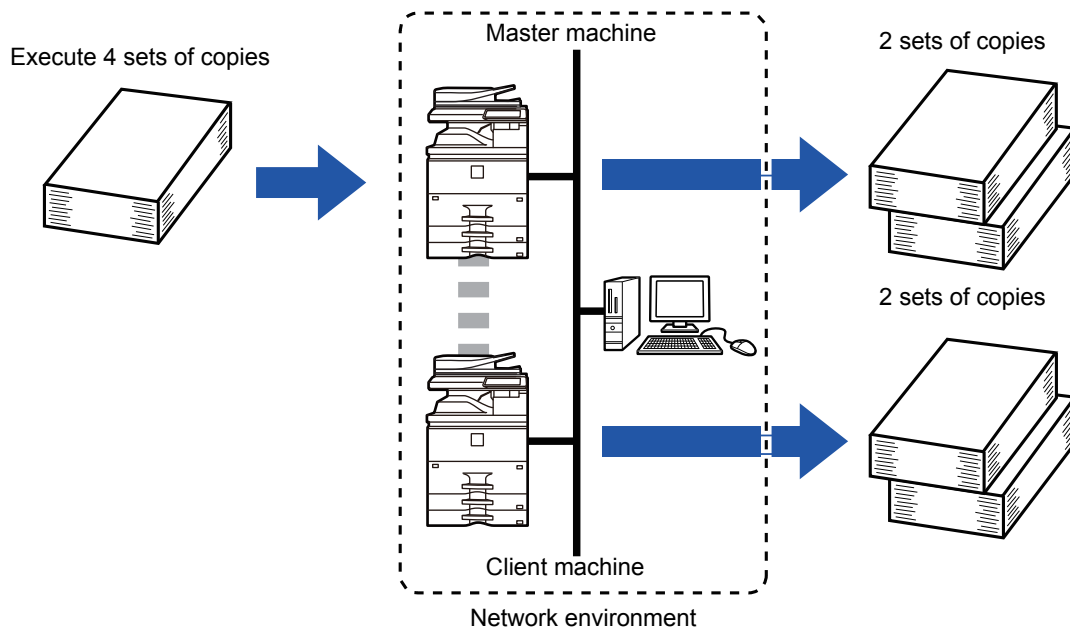 Execute 4 sets of copies
Master machine
2 sets of copies
2 sets of copies
Client machine
Network environment